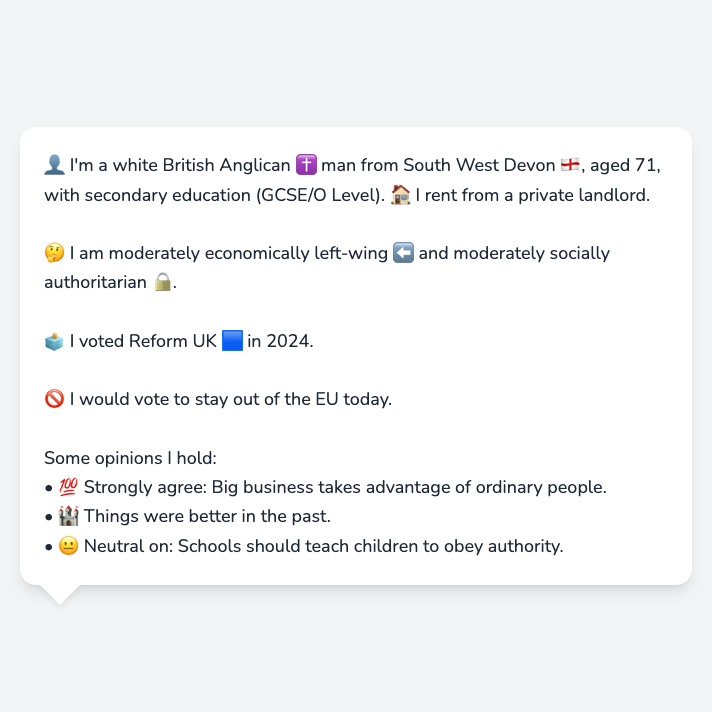 👤 I'm a white British Anglican ✝️ man from South West Devon 🏴󠁧󠁢󠁥󠁮󠁧󠁿, aged 71,
with secondary education (GCSE/O Level). 🏠 I rent from a private landlord.
🤔 I am moderately economically left-wing ⬅️ and moderately socially
authoritarian 🔒.
🗳️ I voted Reform UK 🟦 in 2024.
🚫 I would vote to stay out of the EU today.
Some opinions I hold:
• 💯 Strongly agree: Big business takes advantage of ordinary people.
• 🏰 Things were better in the past.
• 😐 Neutral on: Schools should teach children to obey authority.